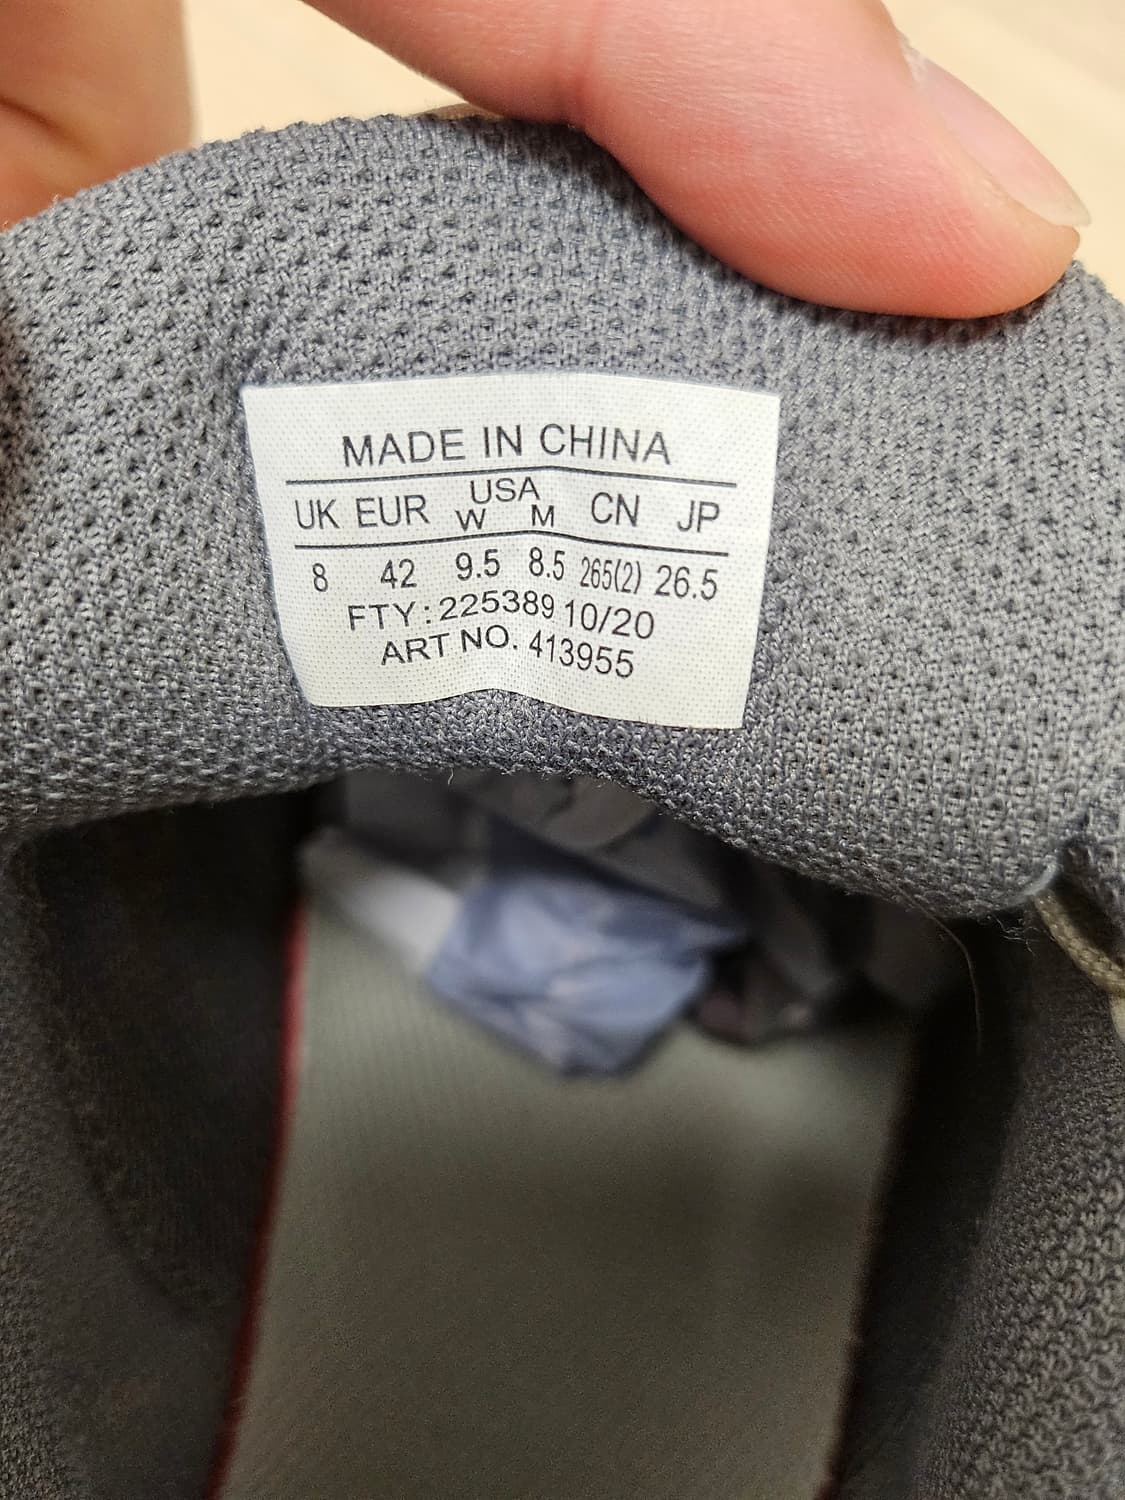 MADE IN CHINA
UK EUR USA CN JP
W M
8 42 9.5 8.5 265(2) 26.5
FTY: 225389 10/20
ART NO. 413955